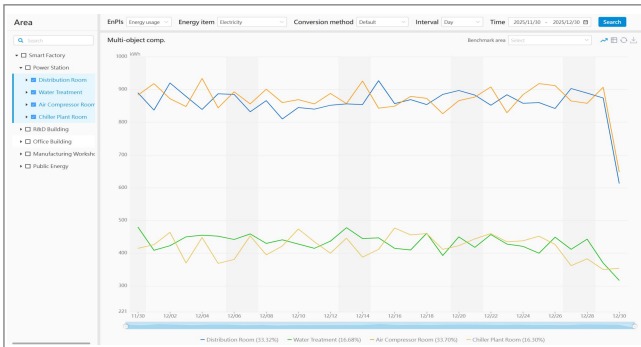 Area
EnPIs Energy usage Energy item Electricity Conversion method Default Interval Day Time 2025/11/30 - 2025/12/30 Search
Search
Multi-object comp.
Benchmark area Select
Smart Factory
Power Station
Distribution Room
Water Treatment
Air Compressor Room
Chiller Plant Room
R&D Building
Office Building
Manufacturing Worksho
Public Energy
kWh
1000
900
800
700
600
500
400
300
221
11/30 12/02 12/04 12/06 12/08 12/10 12/12 12/14 12/16 12/18 12/20 12/22 12/24 12/26 12/28 12/30
Distribution Room (33.32%) Water Treatment (16.68%) Air Compressor Room (33.70%) Chiller Plant Room (16.30%)